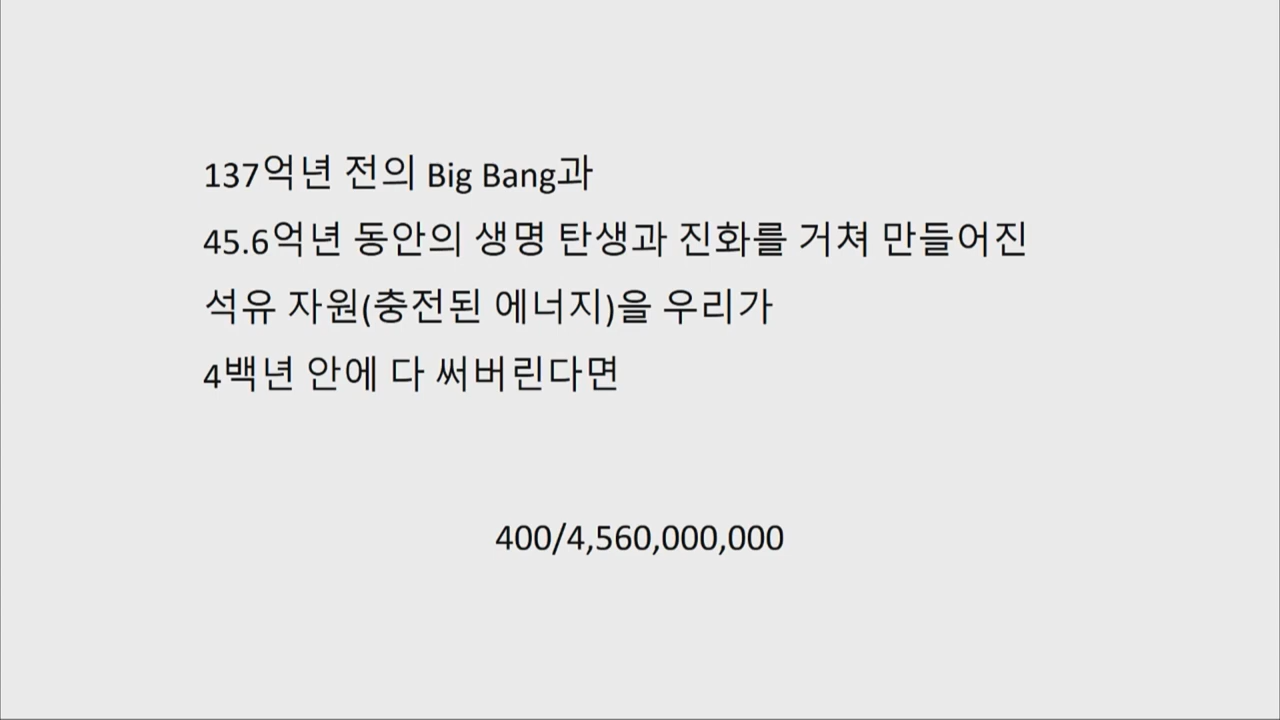 137억년 전의 Big Bang과
45.6억년 동안의 생명 탄생과 진화를 거쳐 만들어진
석유 자원(충전된 에너지)을 우리가
4백년 안에 다 써버린다면
400/4,560,000,000